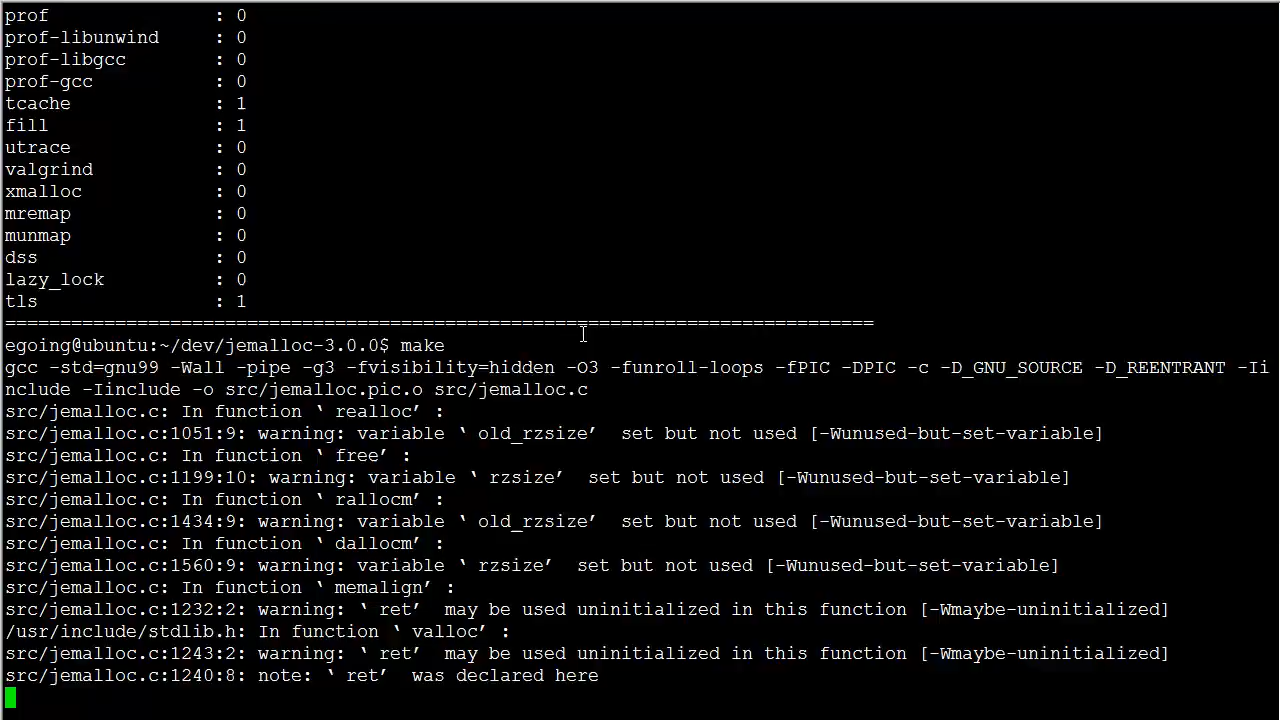 prof                : 0
prof-libunwind      : 0
prof-libgcc         : 0
prof-gcc            : 0
tcache              : 1
fill                : 1
utrace              : 0
valgrind            : 0
xmalloc             : 0
mremap              : 0
munmap              : 0
dss                 : 0
lazy_lock           : 0
tls                 : 1
===============================================================================
egoing@ubuntu:~/dev/jemalloc-3.0.0$ make
gcc -std=gnu99 -Wall -pipe -g3 -fvisibility=hidden -O3 -funroll-loops -fPIC -DPIC -c -D_GNU_SOURCE -D_REENTRANT -Ii
nclude -Iinclude -o src/jemalloc.pic.o src/jemalloc.c
src/jemalloc.c: In function ‘ realloc’ :
src/jemalloc.c:1051:9: warning: variable ‘ old_rzsize’  set but not used [-Wunused-but-set-variable]
src/jemalloc.c: In function ‘ free’ :
src/jemalloc.c:1199:10: warning: variable ‘ rzsize’  set but not used [-Wunused-but-set-variable]
src/jemalloc.c: In function ‘ rallocm’ :
src/jemalloc.c:1434:9: warning: variable ‘ old_rzsize’  set but not used [-Wunused-but-set-variable]
src/jemalloc.c: In function ‘ dallocm’ :
src/jemalloc.c:1560:9: warning: variable ‘ rzsize’  set but not used [-Wunused-but-set-variable]
src/jemalloc.c: In function ‘ memalign’ :
src/jemalloc.c:1232:2: warning: ‘ ret’  may be used uninitialized in this function [-Wmaybe-uninitialized]
/usr/include/stdlib.h: In function ‘ valloc’ :
src/jemalloc.c:1243:2: warning: ‘ ret’  may be used uninitialized in this function [-Wmaybe-uninitialized]
src/jemalloc.c:1240:8: note: ‘ ret’  was declared here